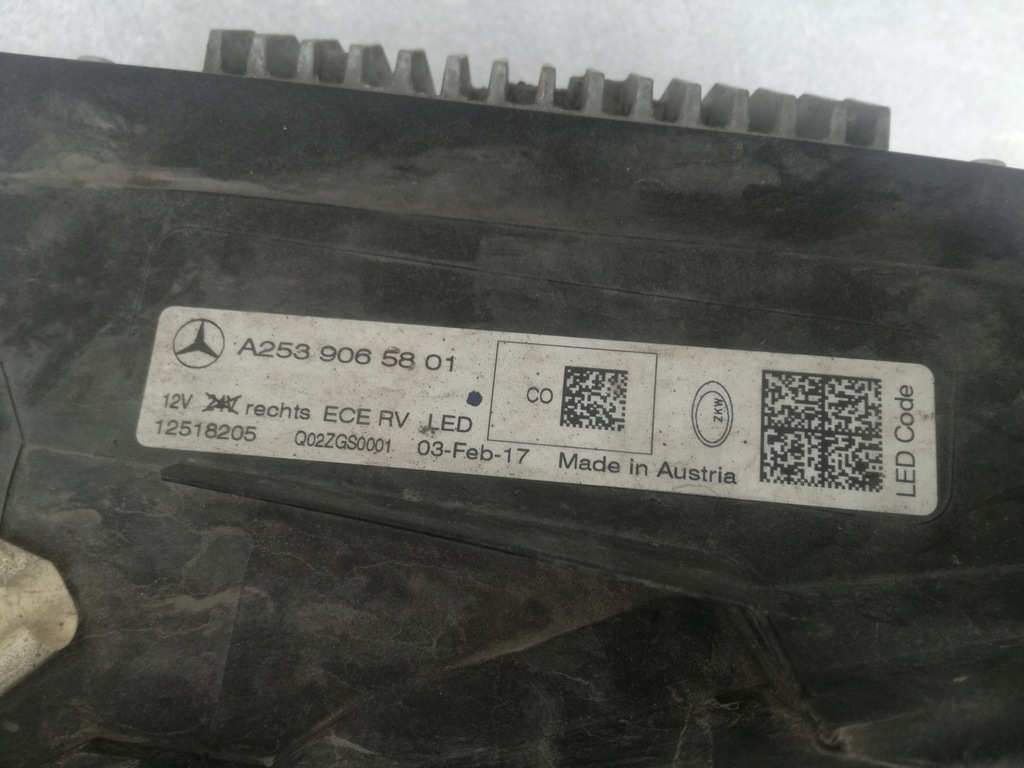 A253 906 58 01
12V 24V rechts ECE RV LED
12518205 Q02ZGS0001 03-Feb-17 Made in Austria
CO
ZKW
LED Code